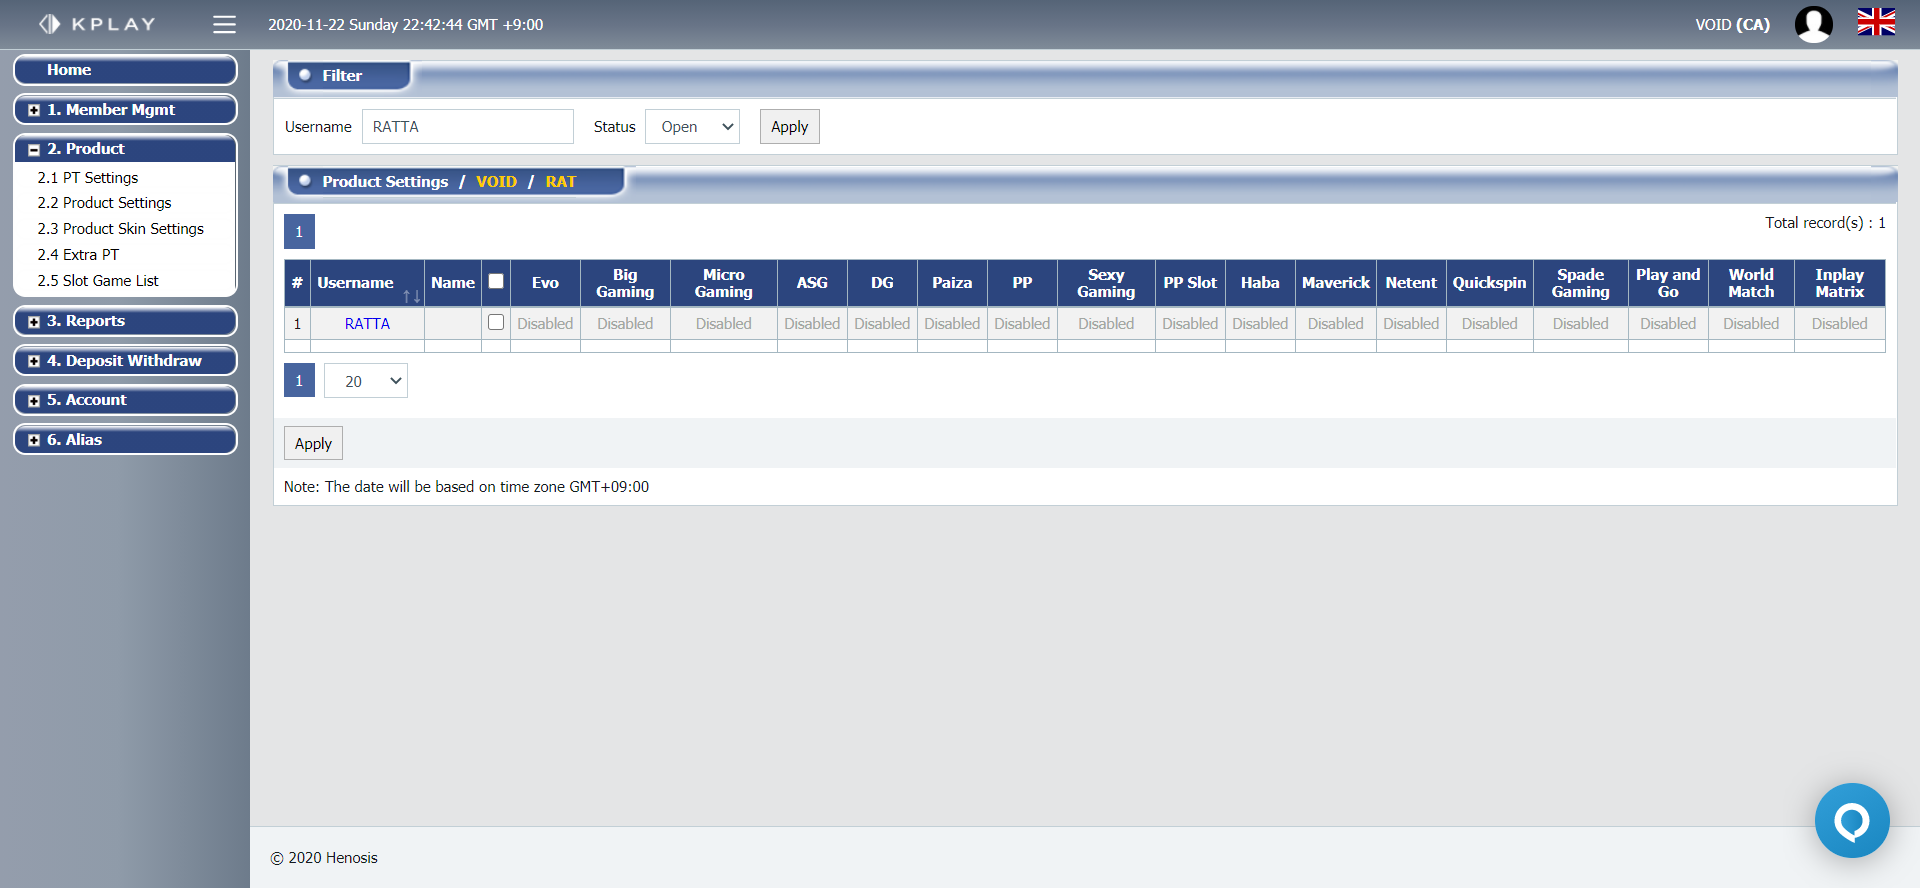 KPLAY
2020-11-22 Sunday 22:42:44 GMT +9:00
VOID (CA)
Home
1. Member Mgmt
2. Product
2.1 PT Settings
2.2 Product Settings
2.3 Product Skin Settings
2.4 Extra PT
2.5 Slot Game List
3. Reports
4. Deposit Withdraw
5. Account
6. Alias
Filter
Username RATTA Status Open Apply
Product Settings / VOID / RAT
1 Total record(s) : 1
# Username Name Evo Big Gaming Micro Gaming ASG DG Paiza PP Sexy Gaming PP Slot Haba Maverick Netent Quickspin Spade Gaming Play and Go World Match Inplay Matrix
1 RATTA Disabled Disabled Disabled Disabled Disabled Disabled Disabled Disabled Disabled Disabled Disabled Disabled Disabled Disabled Disabled Disabled Disabled
1 20
Apply
Note: The date will be based on time zone GMT+09:00
© 2020 Henosis